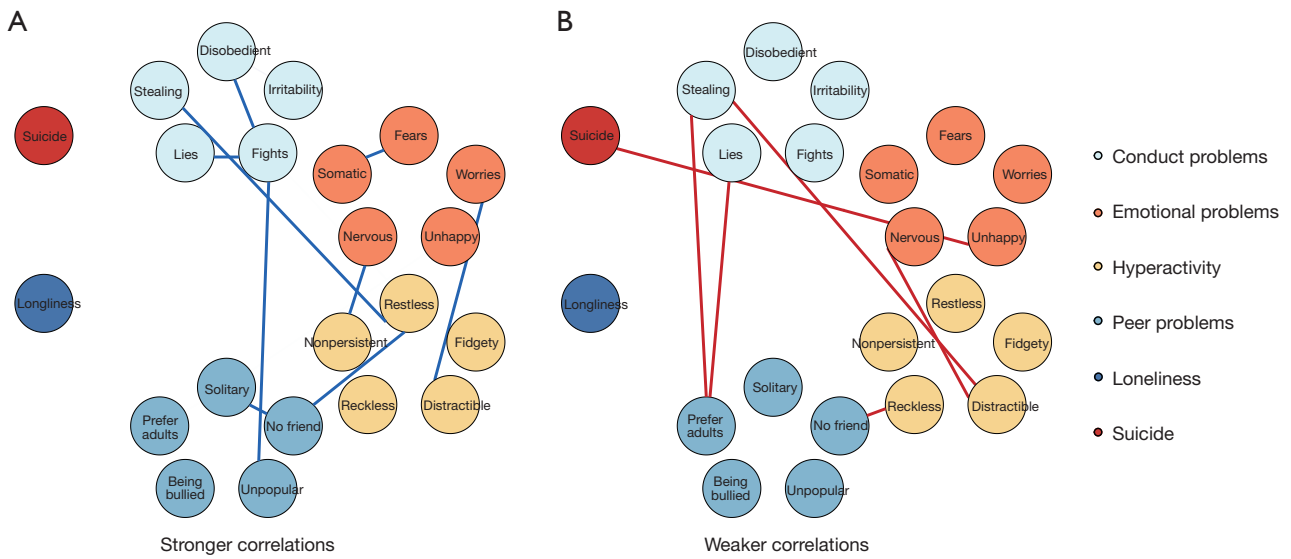 A
Disobedient
Stealing
Irritability
Suicide
Lies
Fights
Fears
Somatic
Worries
Nervous
Unhappy
Longliness
Restless
Nonpersistent
Fidgety
Solitary
Reckless
Distractible
Prefer
adults
No friend
Being
bullied
Unpopular
Stronger correlations
B
Disobedient
Stealing
Irritability
Suicide
Lies
Fights
Fears
Somatic
Worries
Nervous
Unhappy
Longliness
Restless
Nonpersistent
Fidgety
Solitary
Reckless
Distractible
Prefer
adults
No friend
Being
bullied
Unpopular
Weaker correlations
Conduct problems
Emotional problems
Hyperactivity
Peer problems
Loneliness
Suicide